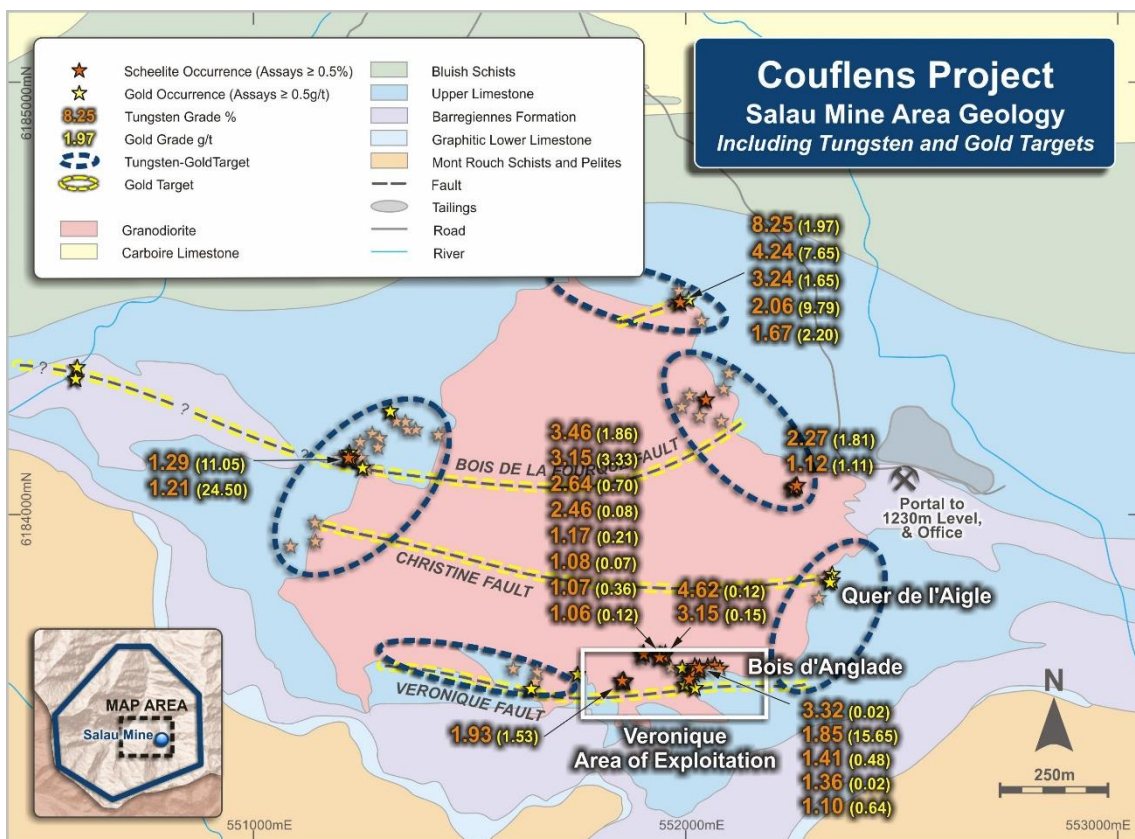 Couflens Project
Salau Mine Area Geology
Including Tungsten and Gold Targets
Scheelite Occurrence (Assays ≥ 0.5%)
Gold Occurrence (Assays ≥ 0.5g/t)
8.25 Tungsten Grade %
1.97 Gold Grade g/t
Tungsten-GoldTarget
Gold Target
Granodiorite
Carboire Limestone
Bluish Schists
Upper Limestone
Barregiennes Formation
Graphitic Lower Limestone
Mont Rouch Schists and Pelites
Fault
Tailings
Road
River
6185000mN
8.25 (1.97)
4.24 (7.65)
3.24 (1.65)
2.06 (9.79)
1.67 (2.20)
?
?
?
1.29 (11.05)
1.21 (24.50)
BOIS DE LA FOURQUE FAULT
3.46 (1.86)
3.15 (3.33)
2.64 (0.70)
2.46 (0.08)
1.17 (0.21)
1.08 (0.07)
1.07 (0.36)
1.06 (0.12)
2.27 (1.81)
1.12 (1.11)
Portal to
1230m Level,
& Office
6184000mN
CHRISTINE FAULT
4.62 (0.12)
3.15 (0.15)
Quer de l'Aigle
Bois d'Anglade
VERONIQUE FAULT
1.93 (1.53)
Veronique
Area of Exploitation
3.32 (0.02)
1.85 (15.65)
1.41 (0.48)
1.36 (0.02)
1.10 (0.64)
MAP AREA
Salau Mine
N
250m
551000mE
552000mE
553000mE